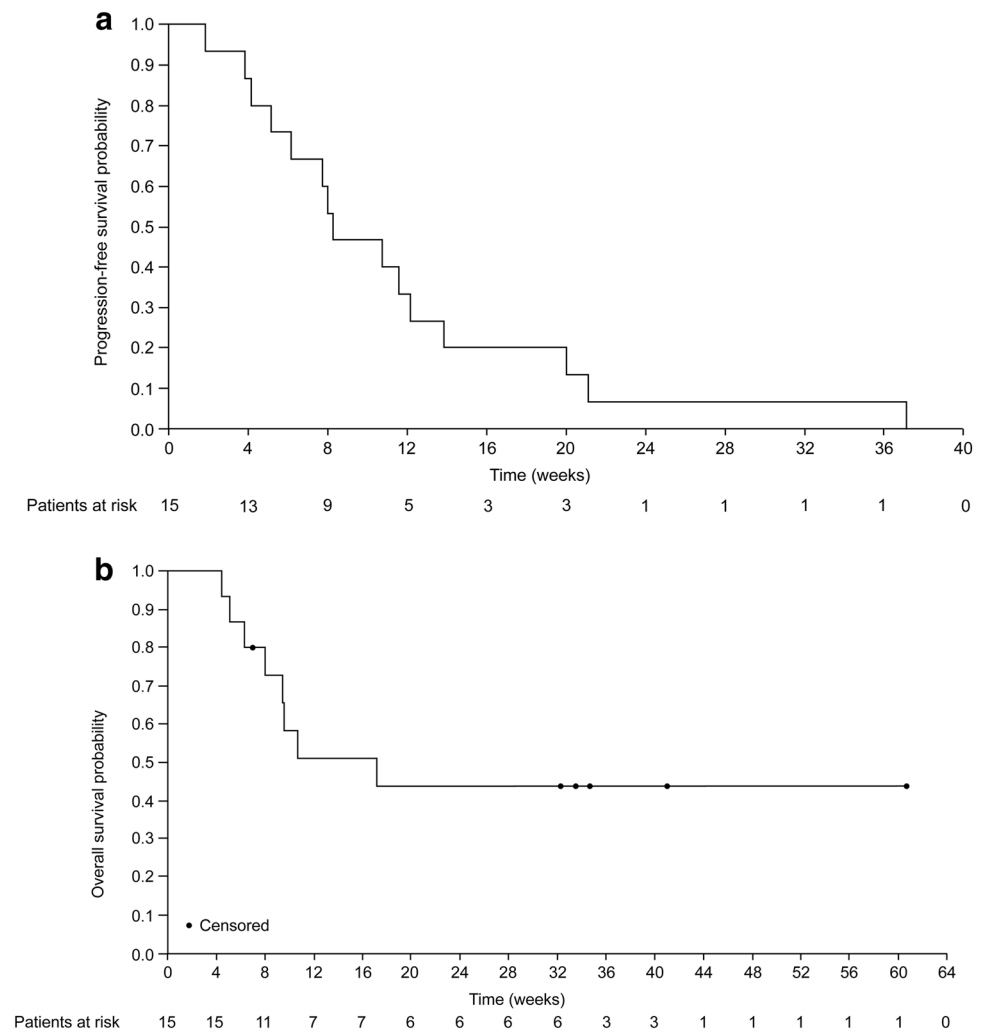 a
1.0
0.9
0.8
0.7
0.6
0.5
0.4
0.3
0.2
0.1
0.0
Progression-free survival probability
0 4 8 12 16 20 24 28 32 36 40
Time (weeks)
Patients at risk 15 13 9 5 3 3 1 1 1 1 0
b
1.0
0.9
0.8
0.7
0.6
0.5
0.4
0.3
0.2
0.1
0.0
Overall survival probability
Censored
0 4 8 12 16 20 24 28 32 36 40 44 48 52 56 60 64
Time (weeks)
Patients at risk 15 15 11 7 7 6 6 6 6 3 3 1 1 1 1 1 0